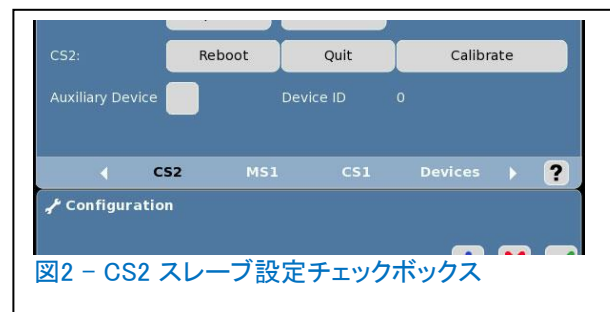 CS2: Reboot Quit Calibrate
Auxiliary Device Device ID 0
CS2 MS1 CS1 Devices ?
Configuration
図2 – CS2 スレーブ設定チェックボックス